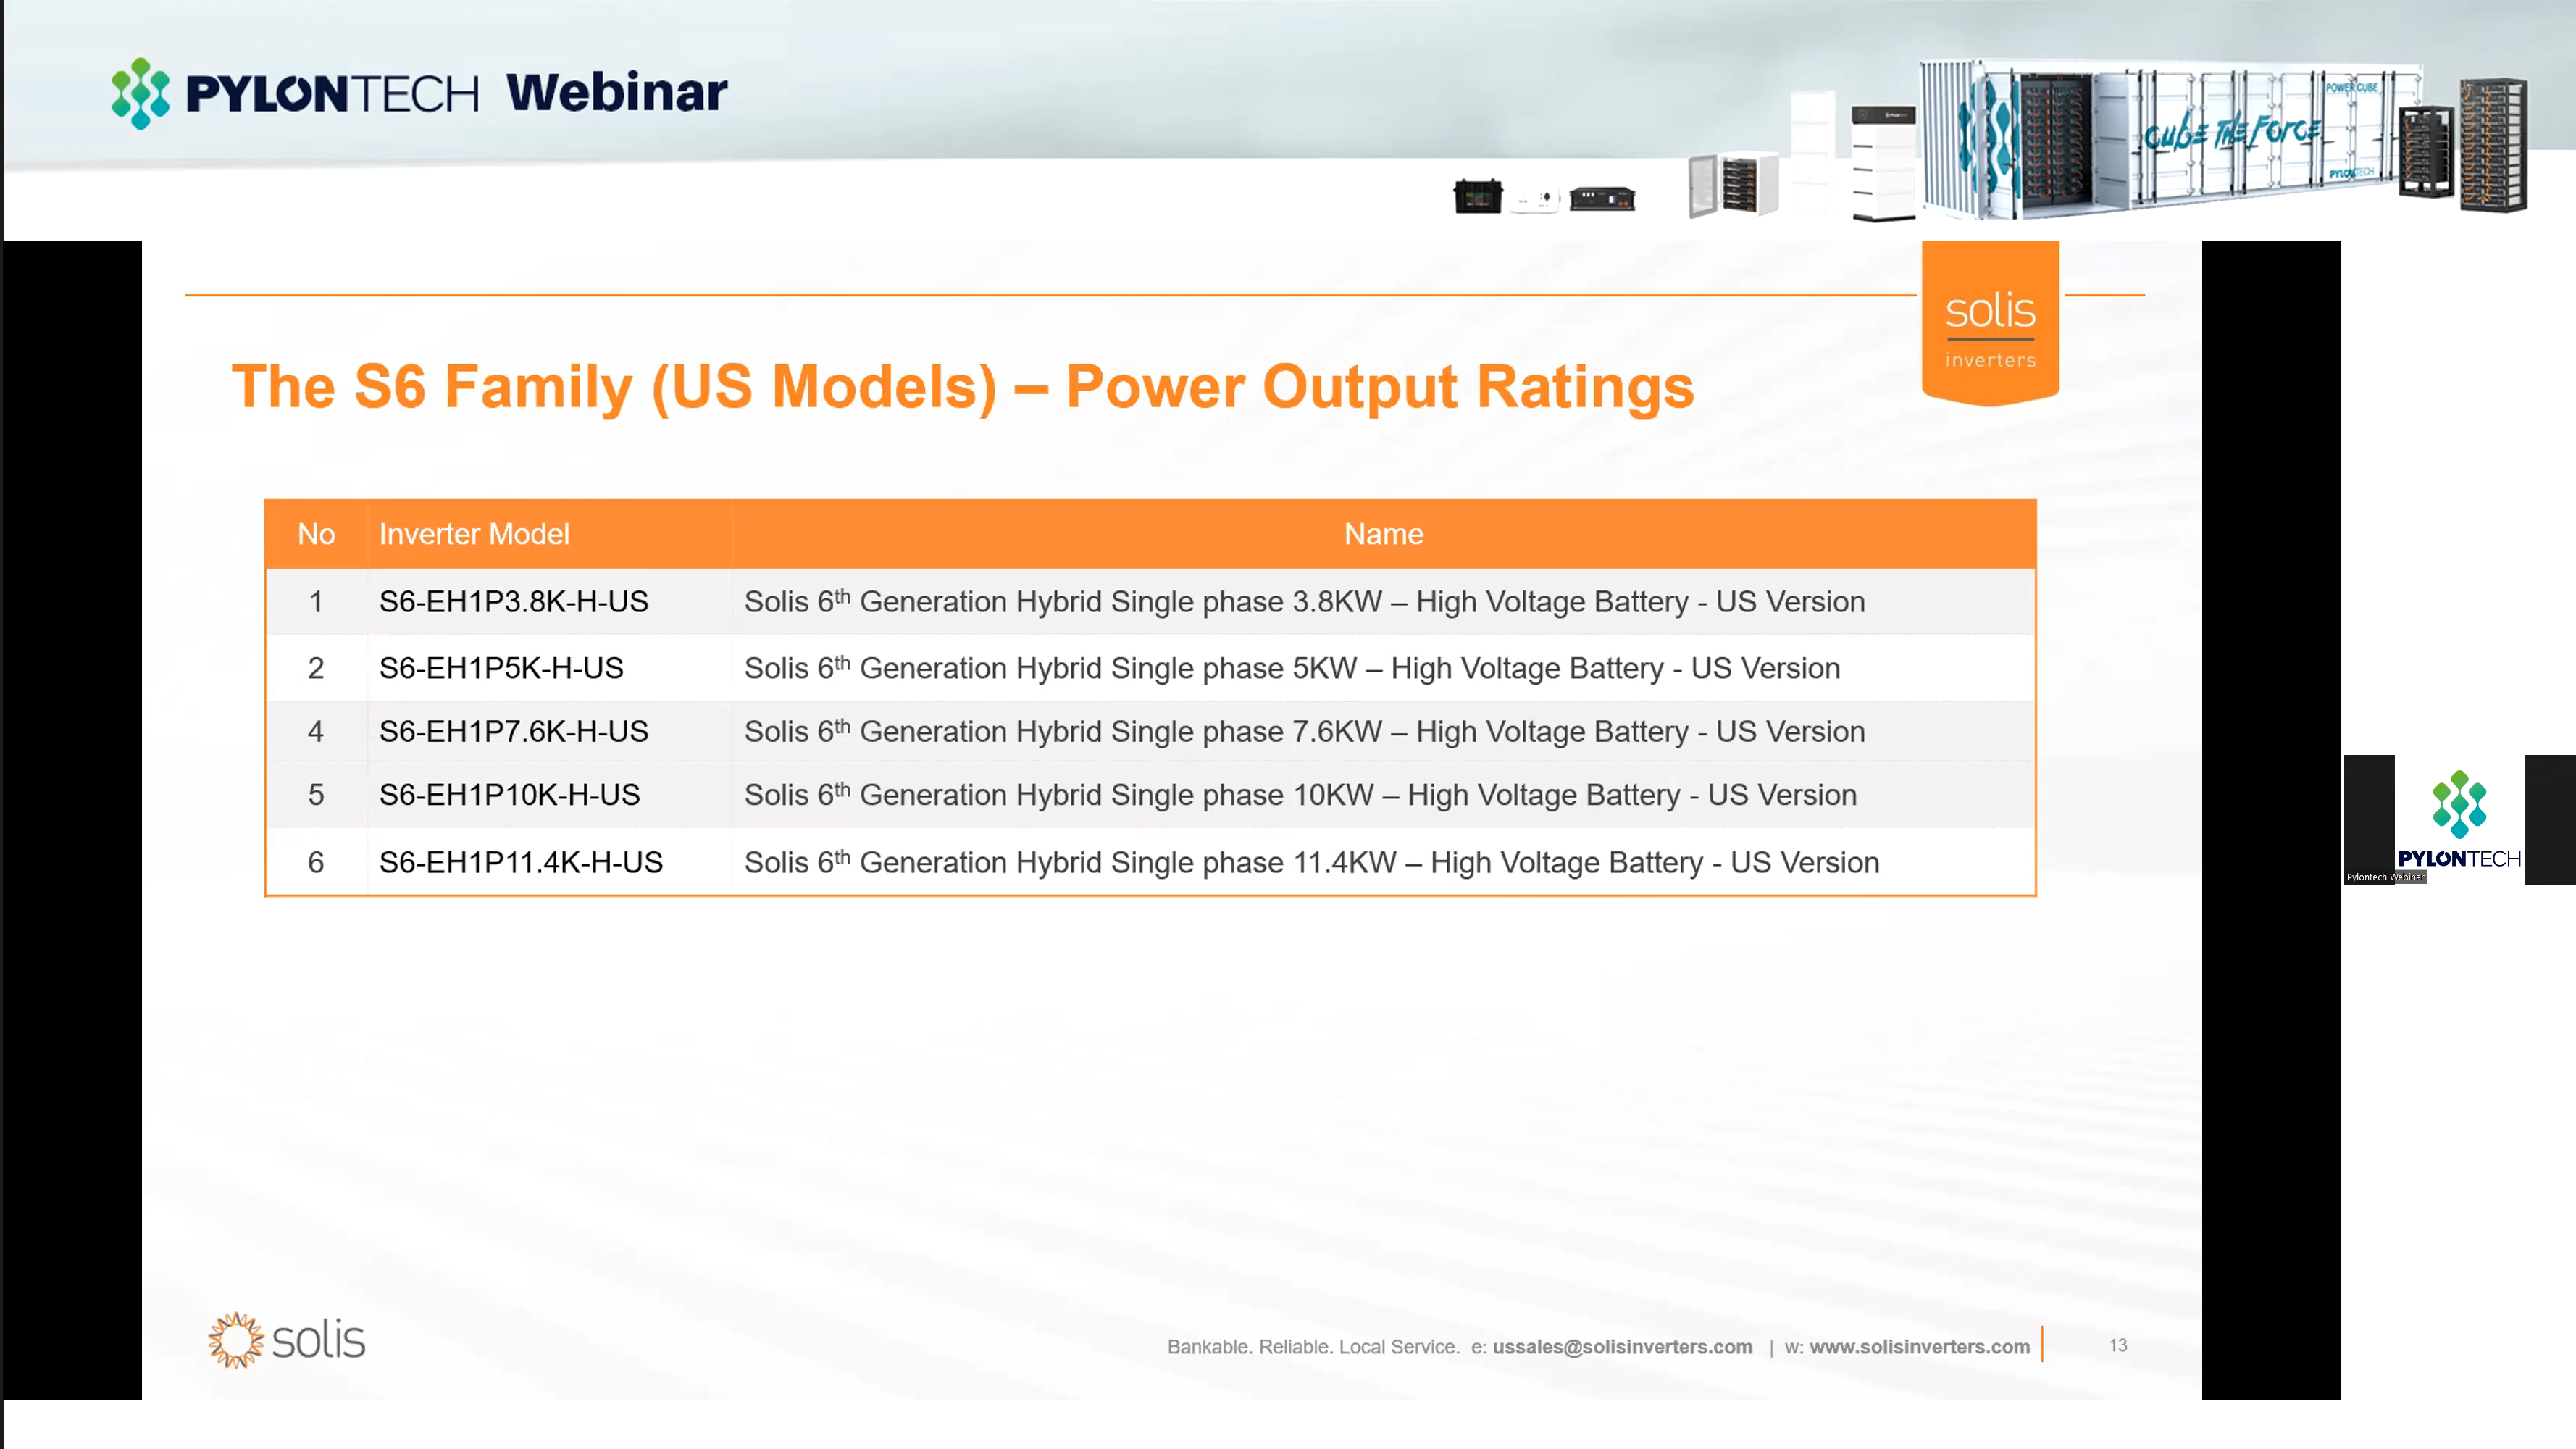 PYLONTECH Webinar
POWER CUBE
CUBE THE FORCE
PYLONTECH
solis
inverters
The S6 Family (US Models) – Power Output Ratings
No Inverter Model Name
1 S6-EH1P3.8K-H-US Solis 6th Generation Hybrid Single phase 3.8KW – High Voltage Battery - US Version
2 S6-EH1P5K-H-US Solis 6th Generation Hybrid Single phase 5KW – High Voltage Battery - US Version
4 S6-EH1P7.6K-H-US Solis 6th Generation Hybrid Single phase 7.6KW – High Voltage Battery - US Version
5 S6-EH1P10K-H-US Solis 6th Generation Hybrid Single phase 10KW – High Voltage Battery - US Version
6 S6-EH1P11.4K-H-US Solis 6th Generation Hybrid Single phase 11.4KW – High Voltage Battery - US Version
PYLONTECH
Pylontech Webinar
solis
Bankable. Reliable. Local Service. e: ussales@solisinverters.com | w: www.solisinverters.com
13